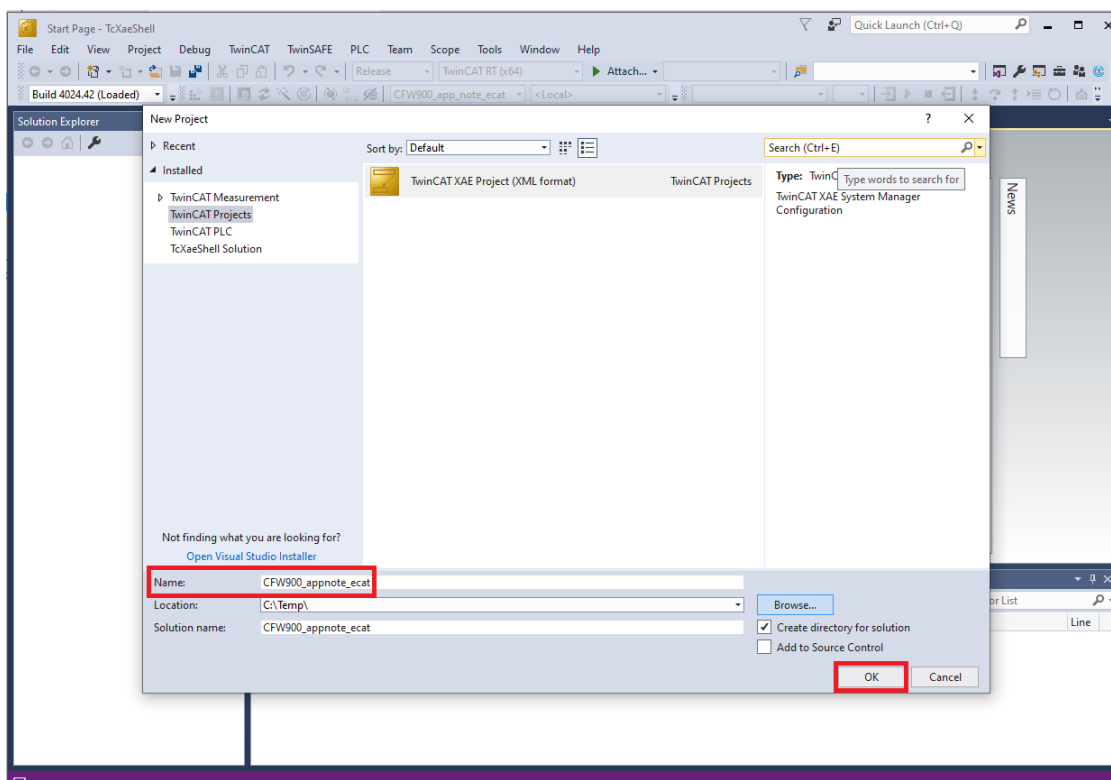 Start Page - TcXaeShell
Quick Launch (Ctrl+Q)
File Edit View Project Debug TwinCAT TwinSAFE PLC Team Scope Tools Window Help
Release TwinCAT RT (x64) Attach...
Build 4024.42 (Loaded) CFW900_app_note_ecat <Local>
Solution Explorer
New Project ? ×
Recent
Installed
TwinCAT Measurement
TwinCAT Projects
TwinCAT PLC
TcXaeShell Solution
Sort by: Default
TwinCAT XAE Project (XML format) TwinCAT Projects
Search (Ctrl+E)
Type: TwinC
Type words to search for
TwinCAT XAE System Manager
Configuration
News
Not finding what you are looking for?
Open Visual Studio Installer
Name: CFW900_appnote_ecat
Location: C:\Temp\
Browse...
Solution name: CFW900_appnote_ecat
Create directory for solution
Add to Source Control
OK Cancel
or List
Line